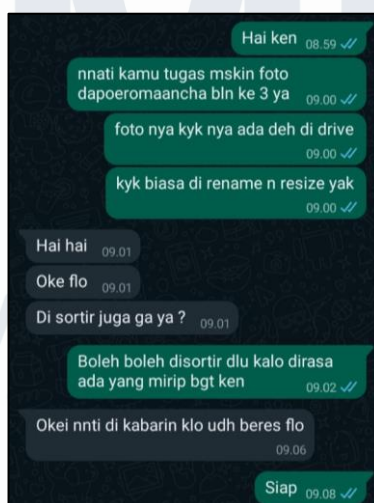 Hai ken 08.59
nnati kamu tugas mskin foto
dapoeromaancha bln ke 3 ya 09.00
foto nya kyk nya ada deh di drive
09.00
kyk biasa di rename n resize yak
09.00
Hai hai 09.01
Oke flo 09.01
Di sortir juga ga ya ? 09.01
Boleh boleh disortir dlu kalo dirasa
ada yang mirip bgt ken 09.02
Okei nnti di kabarin klo udh beres flo
09.06
Siap 09.08